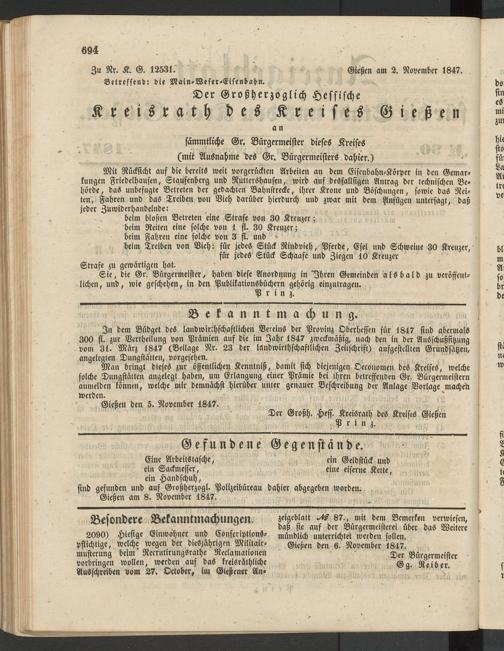 694
Zu Nr. K. G. 12531. Gießen am 2. November 1847.
Betreffend: die Main-Weser-Eisenbahn.
Der Großherzoglich Hessische
Kreisrath des Kreises Gießen
an
sämmtliche Gr. Bürgermeister dieses Kreises
(mit Ausnahme des Gr. Bürgermeisters dahier.)
Mit Rücksicht auf die bereits weit vorgerückten Arbeiten an dem Eisenbahn-Körper in den Gemar-
kungen Friedelhausen, Staufenberg und Ruttershausen, wird auf desfallsigen Antrag der technischen Be-
hörde, das unbefugte Betreten der gedachten Bahnstrecke, ihrer Krone und Böschungen, sowie das Rei-
ten, Fahren und das Treiben von Vieh darüber hierdurch und zwar mit dem Anfügen untersagt, daß
jeder Zuwiderhandelnde:
beim bloßen Betreten eine Strafe von 30 Kreuzer;
beim Reiten eine solche von 1 fl. 30 Kreuzer;
beim Fahren eine solche von 3 fl. und
beim Treiben von Vieh: für jedes Stück Rindvieh, Pferde, Esel und Schweine 30 Kreuzer,
für jedes Stück Schaafe und Ziegen 10 Kreuzer
Strafe zu gewärtigen hat.
Sie, die Gr. Bürgermeister, haben diese Anordnung in Ihren Gemeinden alsbald zu veröffent-
lichen, und, wie geschehen, in den Publikationsbüchern gehörig einzutragen.
Prinz.
Bekanntmachung.
In dem Büdget des landwirthschaftlichen Vereins der Provinz Oberhessen für 1847 sind abermals
300 fl. zur Vertheilung von Prämien auf die im Jahr 1847 zweckmäßig, nach den in der Ausschußsitzung
vom 31. März 1847 (Beilage Nr. 23 der landwirthschaftlichen Zeitschrift) aufgestellten Grundsätzen,
angelegten Dungstätten, vorgesehen.
Man bringt dieses zur öffentlichen Kenntniß, damit sich diejenigen Oeconomen des Kreises, welche
solche Dungstätten angelegt haben, um Erlangung einer Prämie bei ihren betreffenden Gr. Bürgermeistern
anmelden können, welche mir demnächst hierüber unter genauer Beschreibung der Anlage Vorlage machen
werden.
Gießen den 5. November 1847.
Der Großh. Hess. Kreisrath des Kreises Gießen
Prinz.
Gefundene Gegenstände.
Eine Arbeitstasche, ein Geldstück und
ein Sackmesser, eine eiserne Kette,
ein Handschuh,
sind gefunden und auf Großherzogl. Polizeibüreau dahier abgegeben worden.
Gießen am 8. November 1847.
Besondere Bekanntmachungen.
2090) Hiesige Einwohner und Conscriptions-
pflichtige, welche wegen der diesjährigen Militair-
musterung beim Recrutirungsrathe Reclamationen
vorbringen wollen, werden auf das kreisräthliche
Ausschreiben vom 27. October, im Gießener An-
zeigeblatt № 87., mit dem Bemerken verwiesen,
daß sie auf der Bürgermeisterei über das Weitere
mündlich unterrichtet werden sollen.
Gießen den 6. November 1847.
Der Bürgermeister
Gg. Reiber.